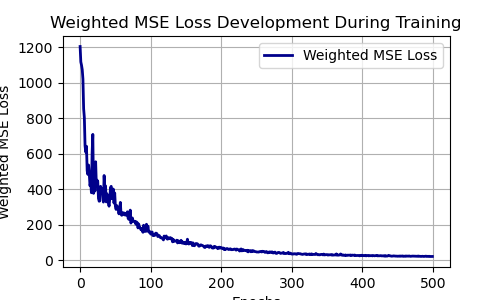 Weighted MSE Loss Development During Training
Weighted MSE Loss
1200
1000
800
600
400
200
0
Weighted MSE Loss
0 100 200 300 400 500
Epochs